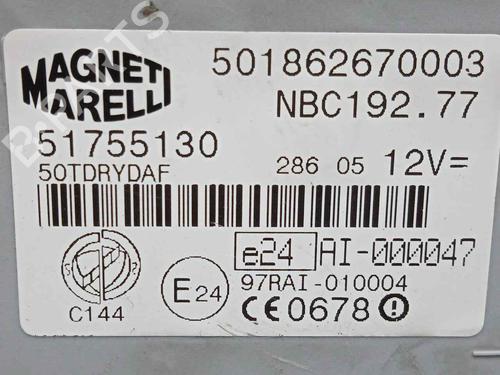 MAGNETI
MARELLI
501862670003
NBC192.77
51755130
50TDRYDAF
286 05 12V=
e24 AI-000047
E24
97RAI-010004
C144
CE0678